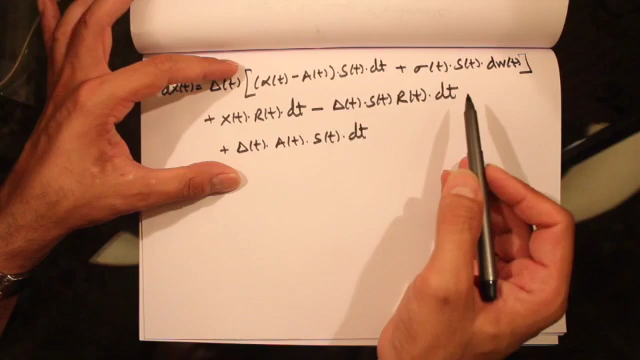 dx(t) = Δ(t) [(α(t) - A(t)) · S(t) · dt + σ(t) · S(t) · dw(t)]
+ X(t) · R(t) · dt - Δ(t) · S(t) R(t) · dt
+ Δ(t) · A(t) · S(t) · dt